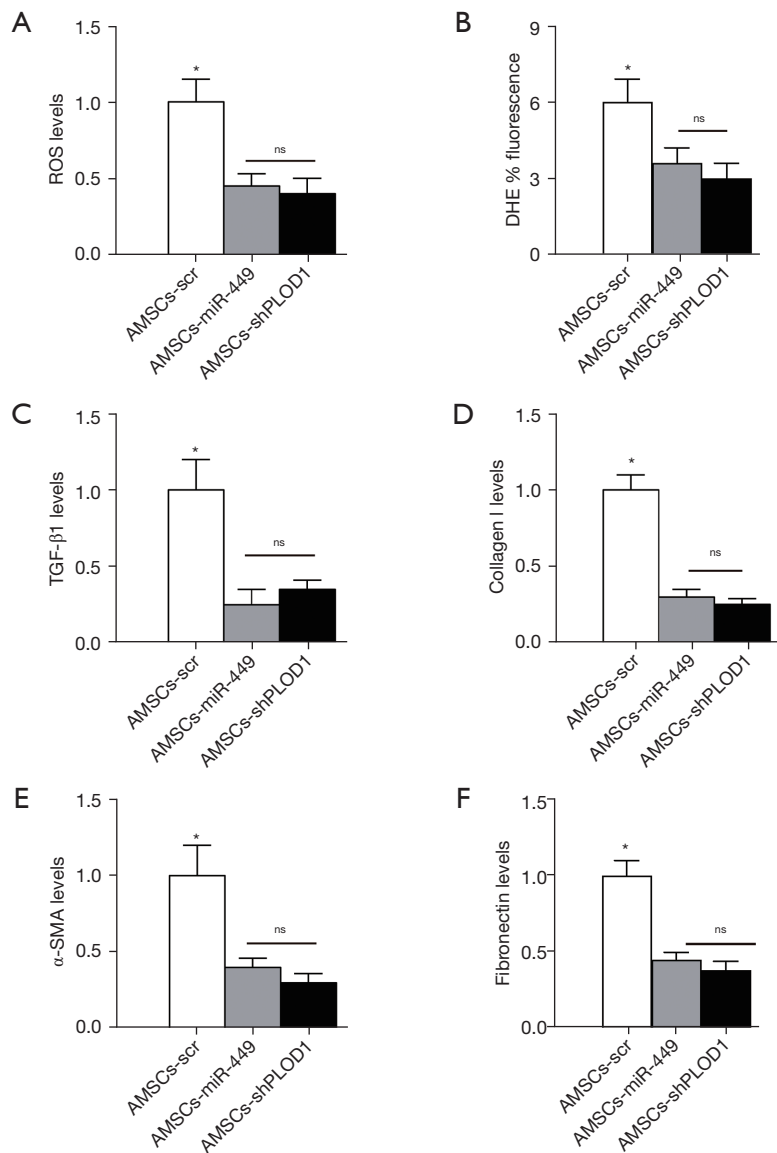 A
ROS levels
1.5
1.0
0.5
0.0
*
ns
AMSCs-scr
AMSCs-miR-449
AMSCs-shPLOD1
B
DHE % fluorescence
9
6
3
0
*
ns
AMSCs-scr
AMSCs-miR-449
AMSCs-shPLOD1
C
TGF-β1 levels
1.5
1.0
0.5
0.0
*
ns
AMSCs-scr
AMSCs-miR-449
AMSCs-shPLOD1
D
Collagen I levels
1.5
1.0
0.5
0.0
*
ns
AMSCs-scr
AMSCs-miR-449
AMSCs-shPLOD1
E
α-SMA levels
1.5
1.0
0.5
0.0
*
ns
AMSCs-scr
AMSCs-miR-449
AMSCs-shPLOD1
F
Fibronectin levels
1.5
1.0
0.5
0.0
*
ns
AMSCs-scr
AMSCs-miR-449
AMSCs-shPLOD1